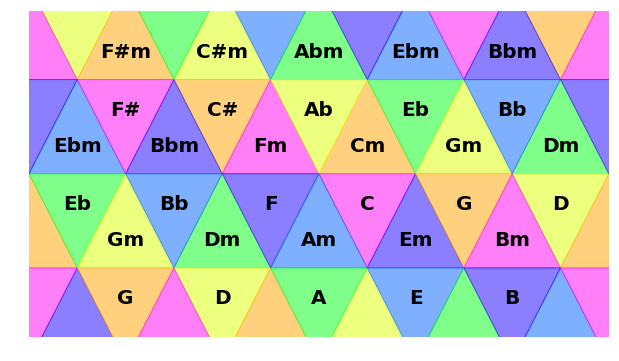 F#m C#m Abm Ebm Bbm
F# C# Ab Eb Bb
Ebm Bbm Fm Cm Gm Dm
Eb Bb F C G D
Gm Dm Am Em Bm
G D A E B